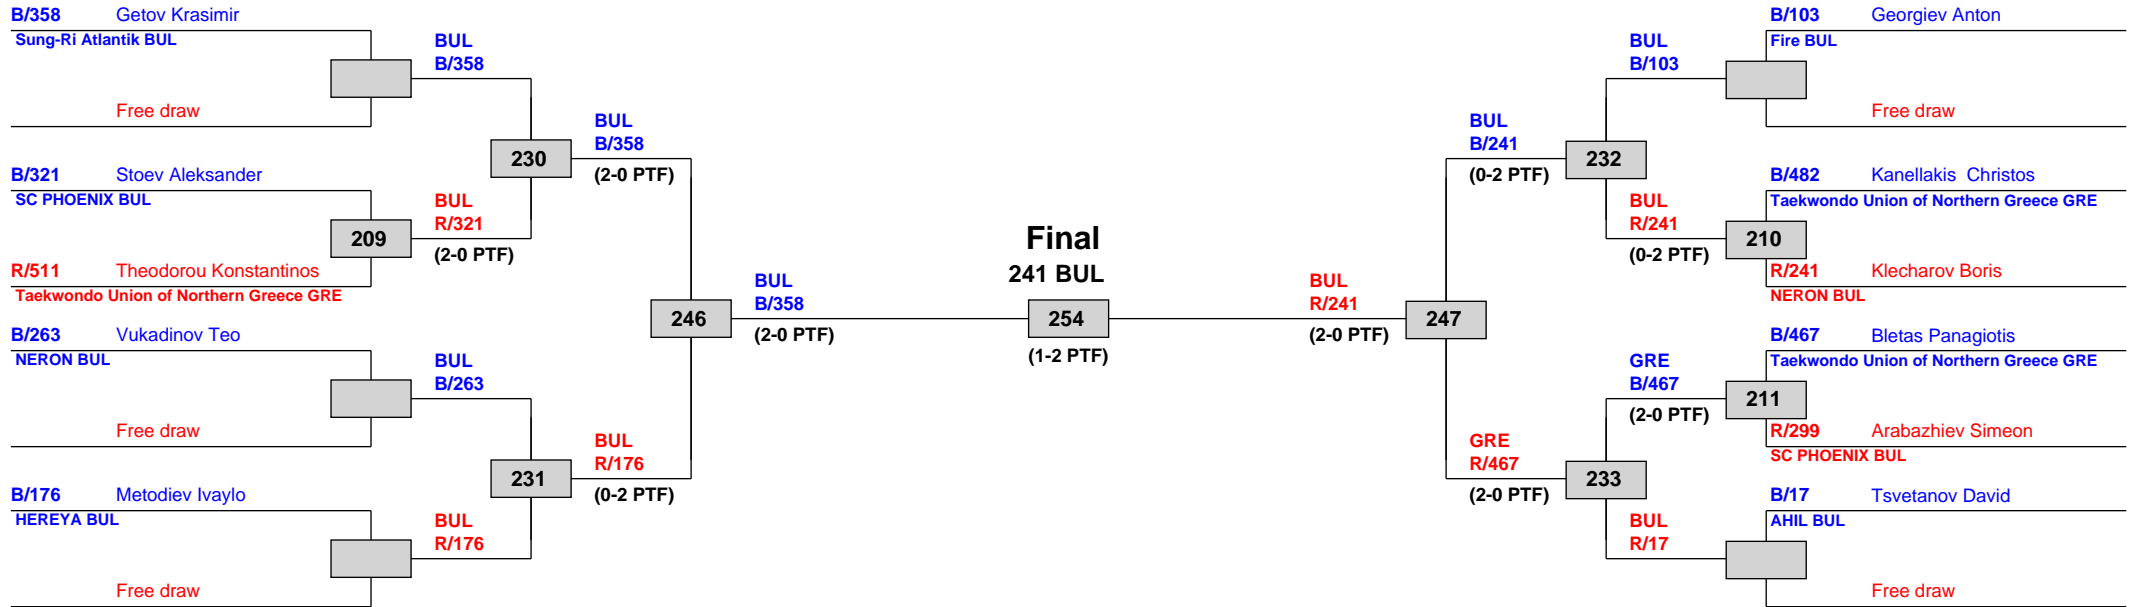 B/358 Getov Krasimir
Sung-Ri Atlantik BUL
Free draw
B/321 Stoev Aleksander
SC PHOENIX BUL
R/511 Theodorou Konstantinos
Taekwondo Union of Northern Greece GRE
B/263 Vukadinov Teo
NERON BUL
Free draw
B/176 Metodiev Ivaylo
HEREYA BUL
Free draw
BUL
B/358
209
BUL
R/321
(2-0 PTF)
BUL
B/263
BUL
R/176
230
BUL
B/358
(2-0 PTF)
231
BUL
R/176
(0-2 PTF)
246
BUL
B/358
(2-0 PTF)
Final
241 BUL
254
(1-2 PTF)
BUL
R/241
(2-0 PTF)
247
BUL
B/241
(0-2 PTF)
232
GRE
R/467
(2-0 PTF)
233
BUL
B/103
BUL
R/241
(0-2 PTF)
210
GRE
B/467
(2-0 PTF)
211
BUL
R/17
B/103 Georgiev Anton
Fire BUL
Free draw
B/482 Kanellakis Christos
Taekwondo Union of Northern Greece GRE
R/241 Klecharov Boris
NERON BUL
B/467 Bletas Panagiotis
Taekwondo Union of Northern Greece GRE
R/299 Arabazhiev Simeon
SC PHOENIX BUL
B/17 Tsvetanov David
AHIL BUL
Free draw